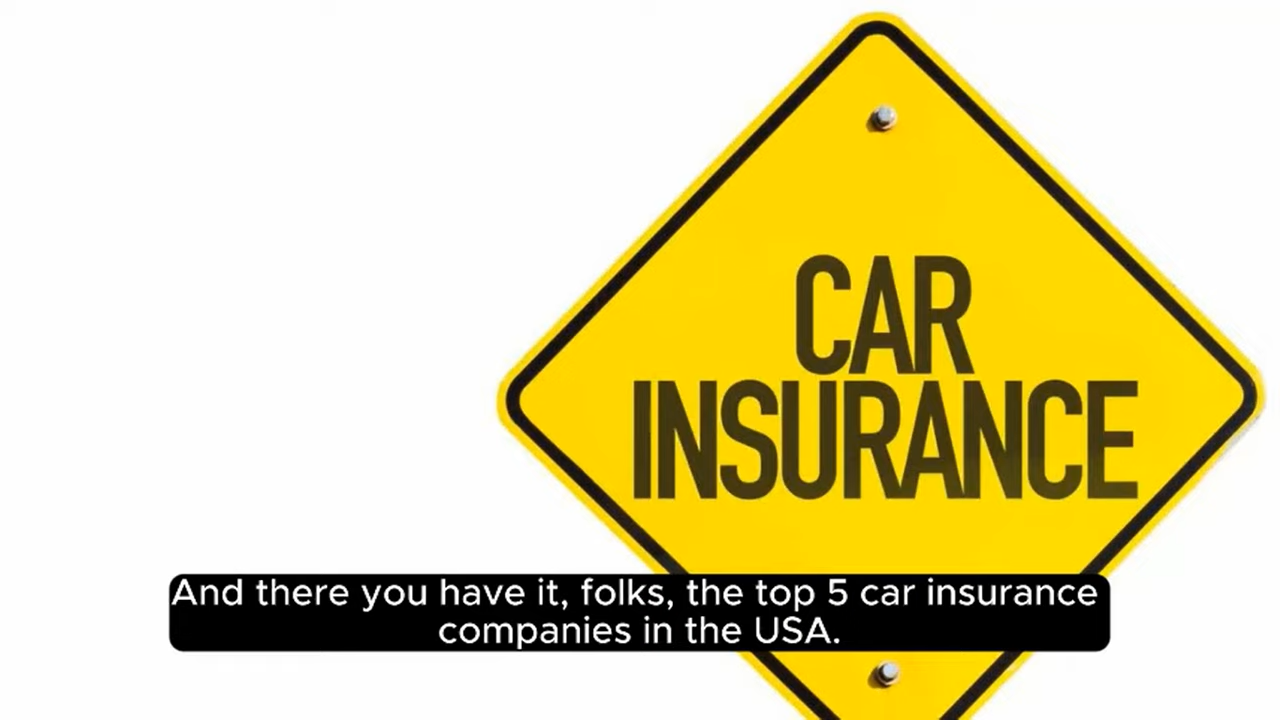 CAR
INSURANCE
And there you have it, folks, the top 5 car insurance
companies in the USA.